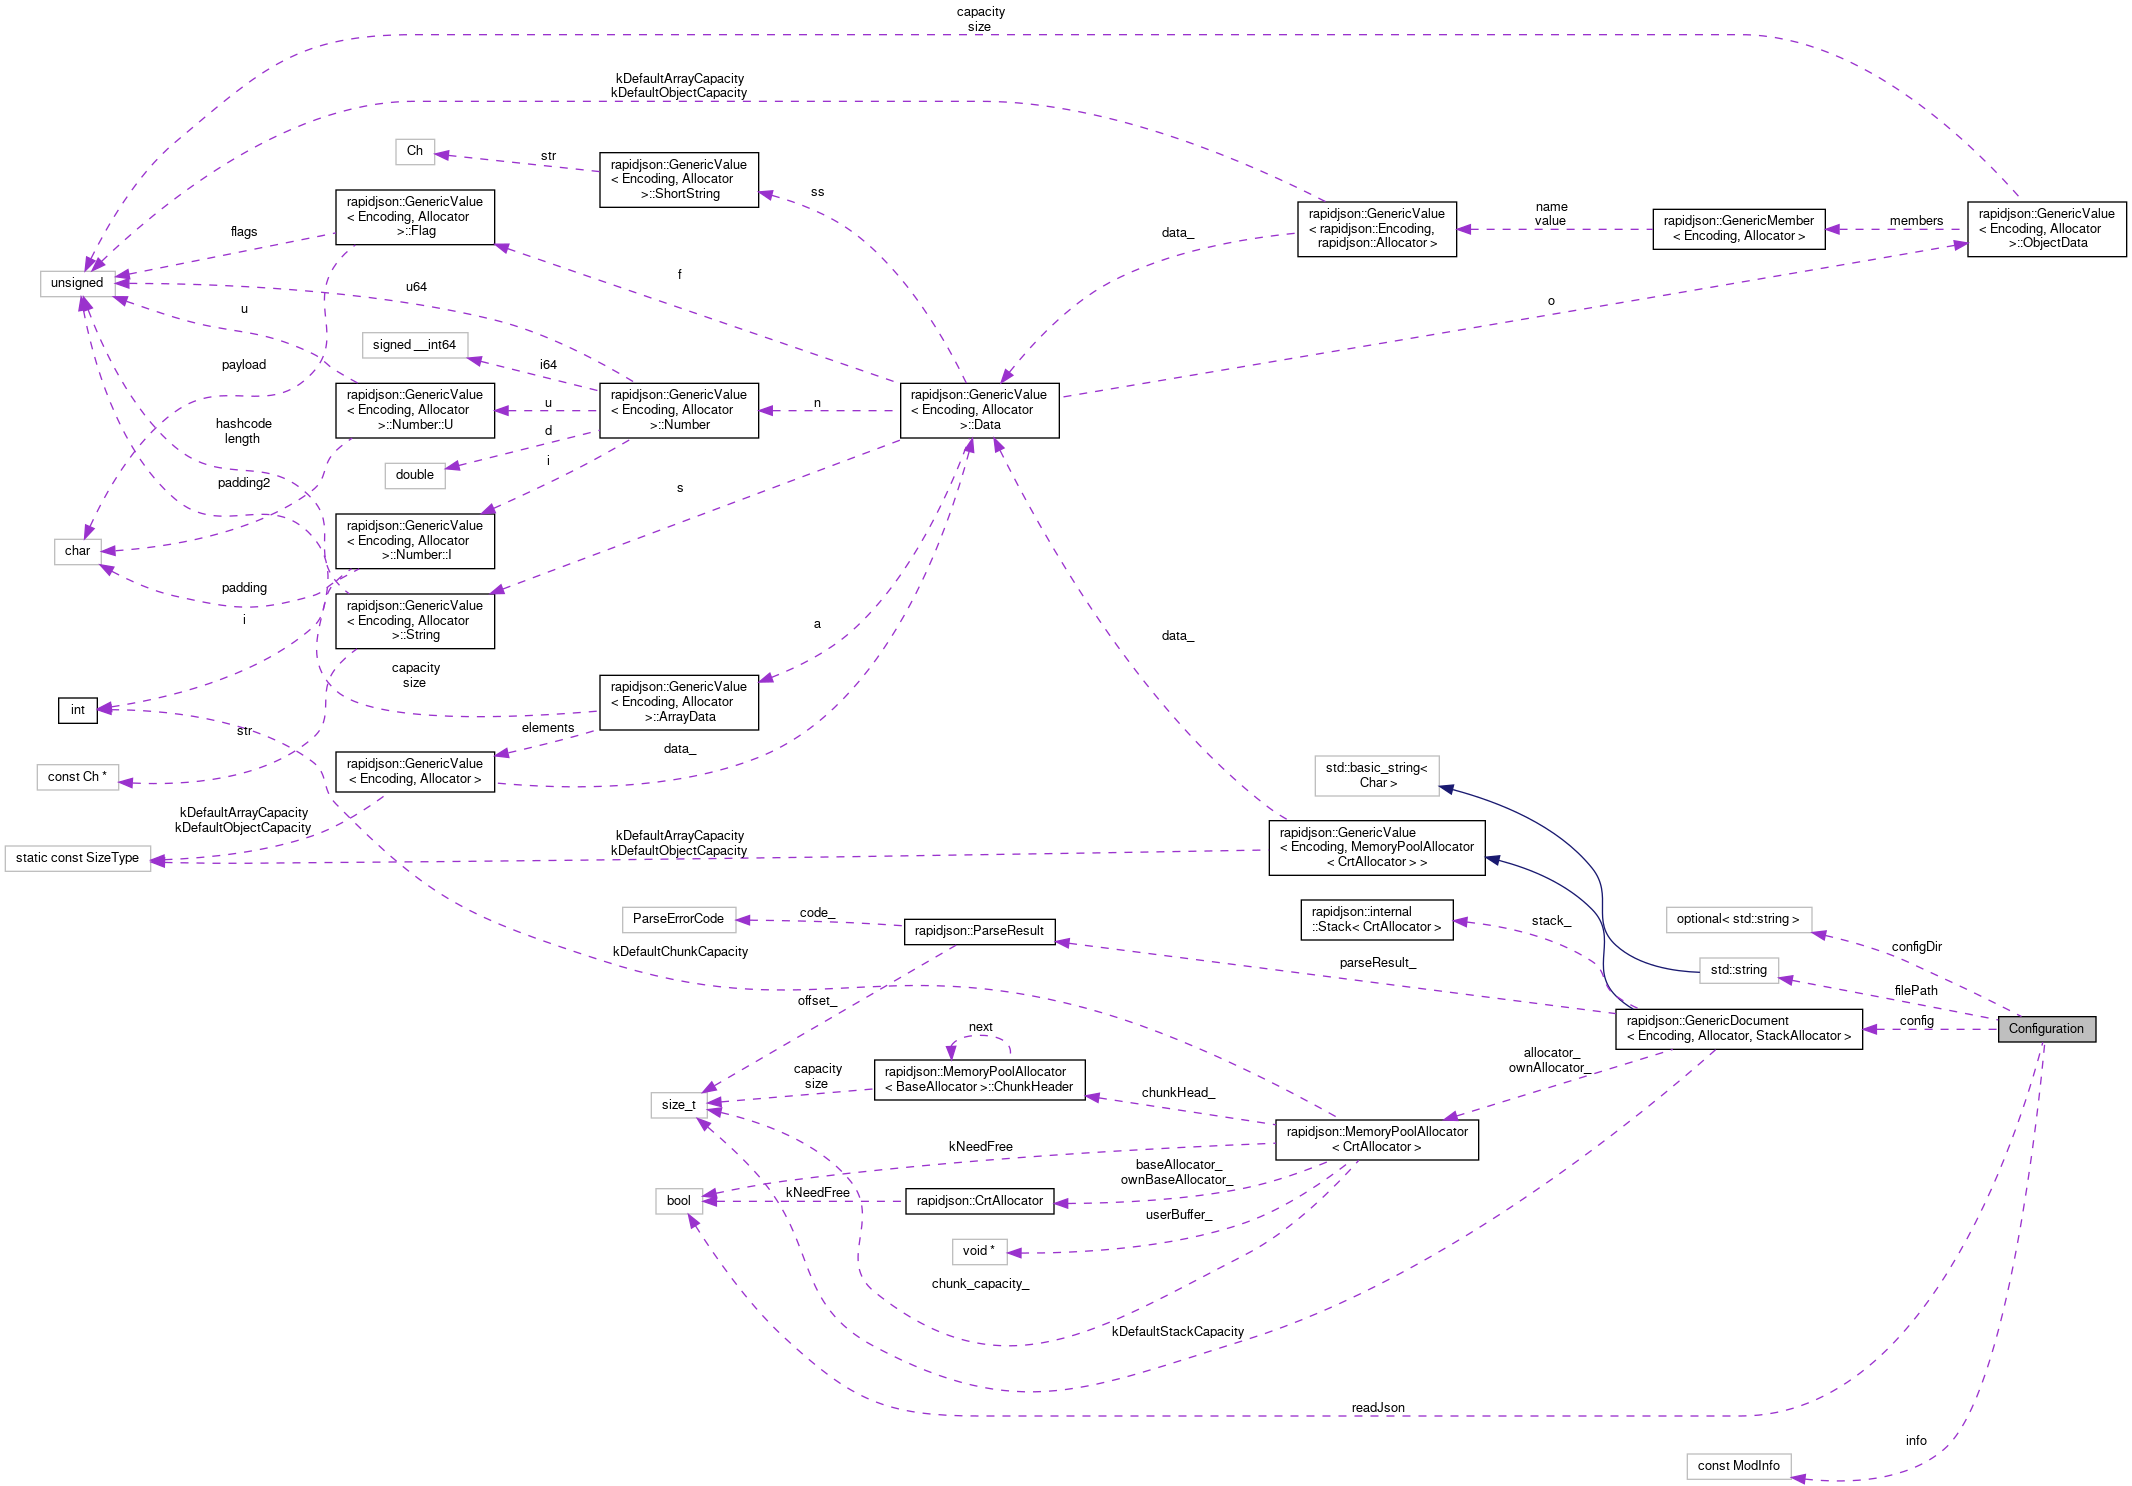 capacity
size
kDefaultArrayCapacity
kDefaultObjectCapacity
Ch
str
rapidjson::GenericValue
< Encoding, Allocator
>::ShortString
ss
rapidjson::GenericValue
< Encoding, Allocator
>::Flag
flags
data_
rapidjson::GenericValue
< rapidjson::Encoding,
rapidjson::Allocator >
name
value
rapidjson::GenericMember
< Encoding, Allocator >
members
rapidjson::GenericValue
< Encoding, Allocator
>::ObjectData
unsigned
u64
f
o
u
signed __int64
i64
payload
rapidjson::GenericValue
< Encoding, Allocator
>::Number::U
u
rapidjson::GenericValue
< Encoding, Allocator
>::Number
n
rapidjson::GenericValue
< Encoding, Allocator
>::Data
hashcode
length
d
double
i
padding2
s
char
rapidjson::GenericValue
< Encoding, Allocator
>::Number::I
padding
i
rapidjson::GenericValue
< Encoding, Allocator
>::String
a
data_
capacity
size
int
rapidjson::GenericValue
< Encoding, Allocator
>::ArrayData
str
elements
data_
const Ch *
rapidjson::GenericValue
< Encoding, Allocator >
std::basic_string<
Char >
kDefaultArrayCapacity
kDefaultObjectCapacity
static const SizeType
kDefaultArrayCapacity
kDefaultObjectCapacity
rapidjson::GenericValue
< Encoding, MemoryPoolAllocator
< CrtAllocator > >
ParseErrorCode
code_
rapidjson::ParseResult
rapidjson::internal
::Stack< CrtAllocator >
stack_
optional< std::string >
configDir
kDefaultChunkCapacity
parseResult_
std::string
filePath
offset_
next
rapidjson::GenericDocument
< Encoding, Allocator, StackAllocator >
config
Configuration
capacity
size
rapidjson::MemoryPoolAllocator
< BaseAllocator >::ChunkHeader
allocator_
ownAllocator_
size_t
chunkHead_
rapidjson::MemoryPoolAllocator
< CrtAllocator >
kNeedFree
baseAllocator_
ownBaseAllocator_
bool
kNeedFree
rapidjson::CrtAllocator
userBuffer_
void *
chunk_capacity_
kDefaultStackCapacity
readJson
info
const ModInfo